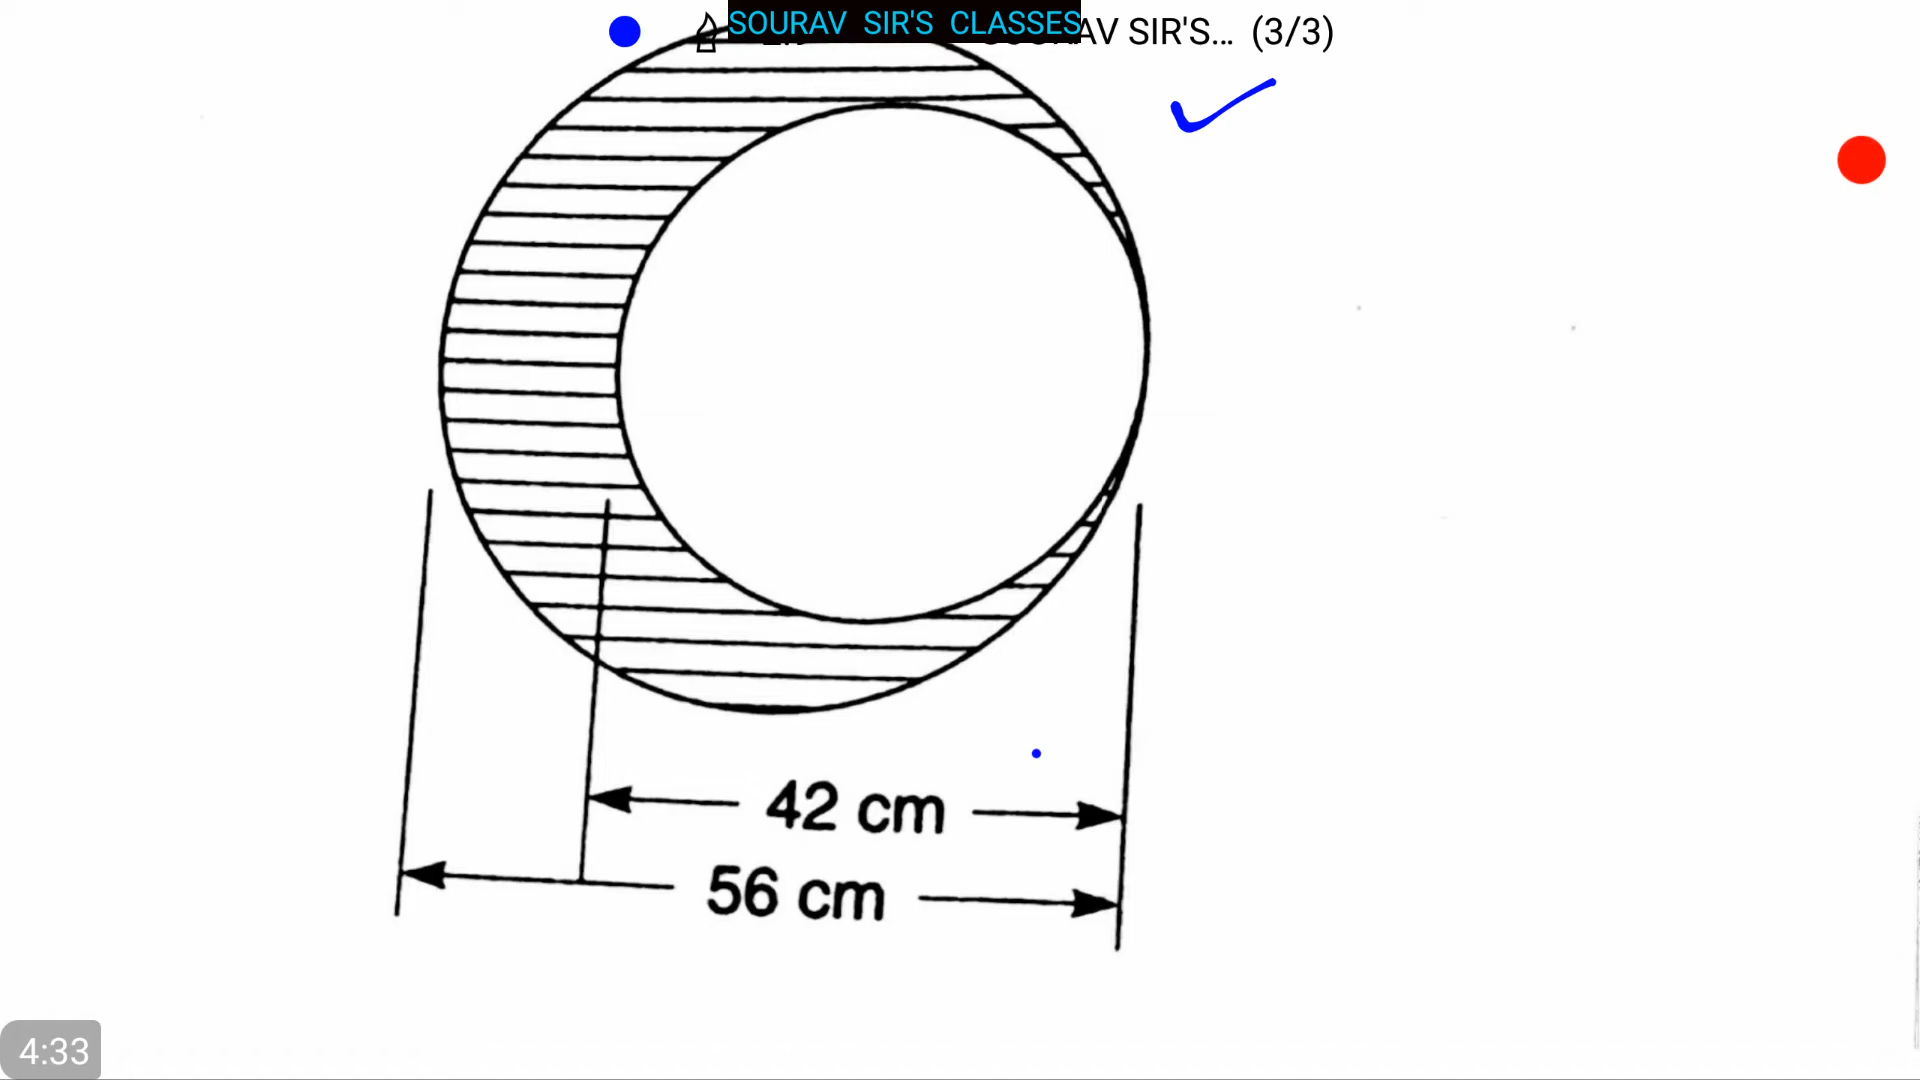 SOURAV SIR'S CLASSES
AV SIR'S... (3/3)
42 cm
56 cm
4:33